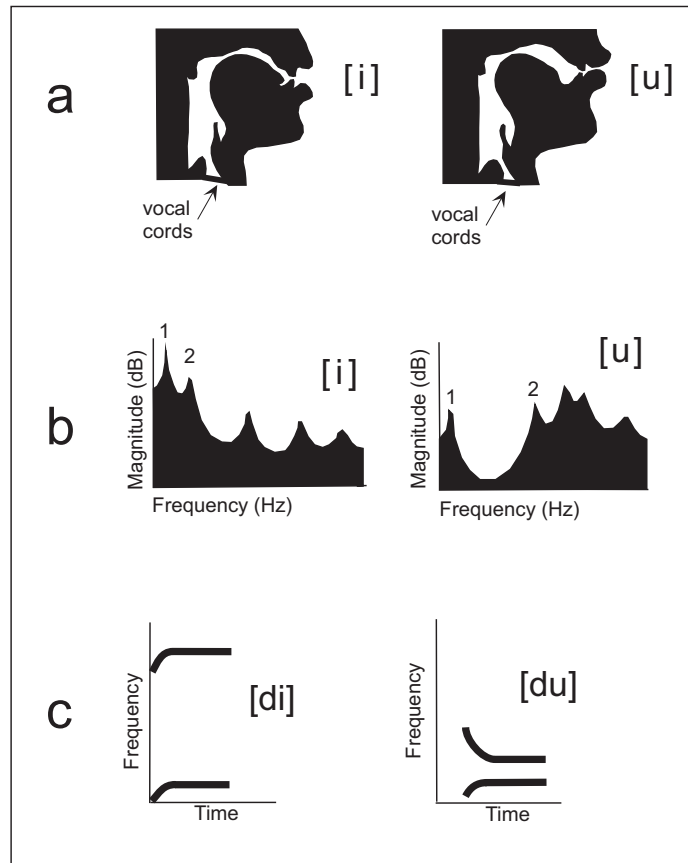 a
[i]
[u]
vocal
cords
vocal
cords
b
1
2
[i]
Magnitude (dB)
Frequency (Hz)
1
2
[u]
Magnitude (dB)
Frequency (Hz)
c
Frequency
[di]
Time
Frequency
[du]
Time